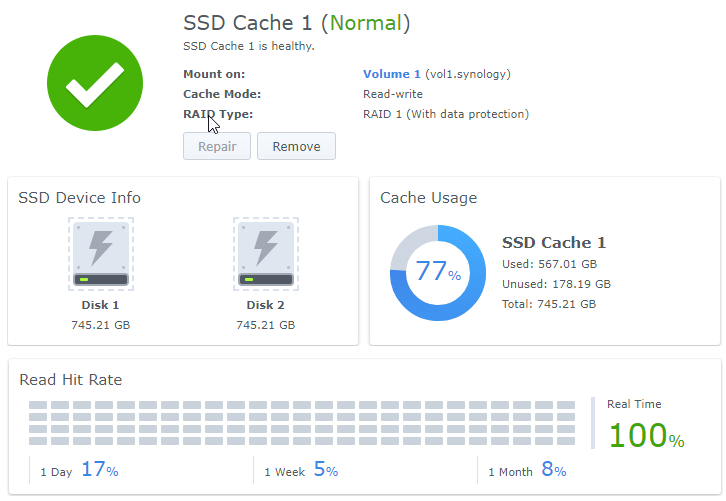 SSD Cache 1 (Normal)
SSD Cache 1 is healthy.
Mount on: Volume 1 (vol1.synology)
Cache Mode: Read-write
RAID Type: RAID 1 (With data protection)
Repair Remove
SSD Device Info
Disk 1 Disk 2
745.21 GB 745.21 GB
Cache Usage
77%
SSD Cache 1
Used: 567.01 GB
Unused: 178.19 GB
Total: 745.21 GB
Read Hit Rate
Real Time
100%
1 Day 17% 1 Week 5% 1 Month 8%